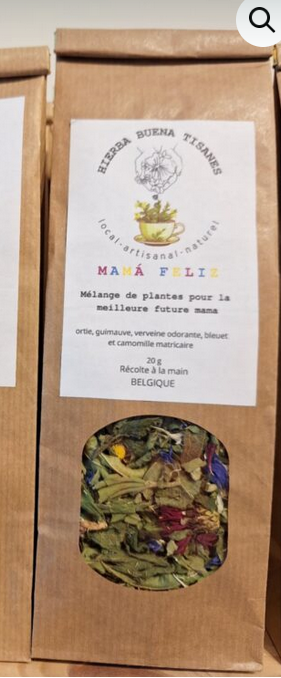 HIERBA BUENA TISANES
local-artisanal-naturel
MAMÁ FELIZ
Mélange de plantes pour la
meilleure future mama
ortie, guimauve, verveine odorante, bleuet
et camomille matricaire
20 g
Récolte à la main
BELGIQUE